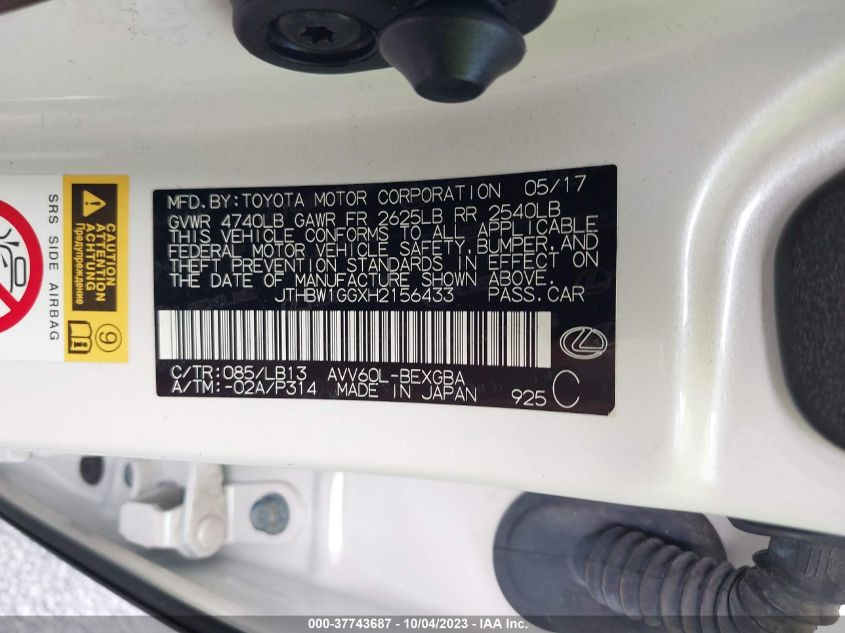 MFD.BY:TOYOTA MOTOR CORPORATION 05/17
GVWR 4740LB GAWR FR 2625LB RR 2540LB
THIS VEHICLE CONFORMS TO ALL APPLICABLE
FEDERAL MOTOR VEHICLE SAFETY, BUMPER, AND
THEFT PREVENTION STANDARDS IN EFFECT ON
THE DATE OF MANUFACTURE SHOWN ABOVE.
JTHBW1GGXH2156433 PASS.CAR
C/TR:085/LB13 AVV60L-BEXGBA
A/TM:-02A/P314 MADE IN JAPAN 925 C
SRS SIDE AIRBAG
CAUTION
ATTENTION
ACHTUNG
Предупреждение
9
000-37743687 - 10/04/2023 - © IAA Inc.